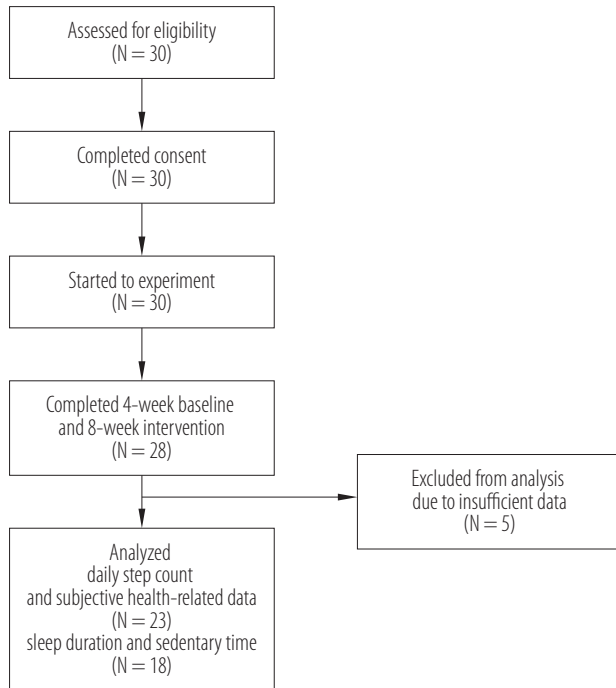 Assessed for eligibility
(N = 30)
Completed consent
(N = 30)
Started to experiment
(N = 30)
Completed 4-week baseline
and 8-week intervention
(N = 28)
Excluded from analysis
due to insufficient data
(N = 5)
Analyzed
daily step count
and subjective health-related data
(N = 23)
sleep duration and sedentary time
(N = 18)